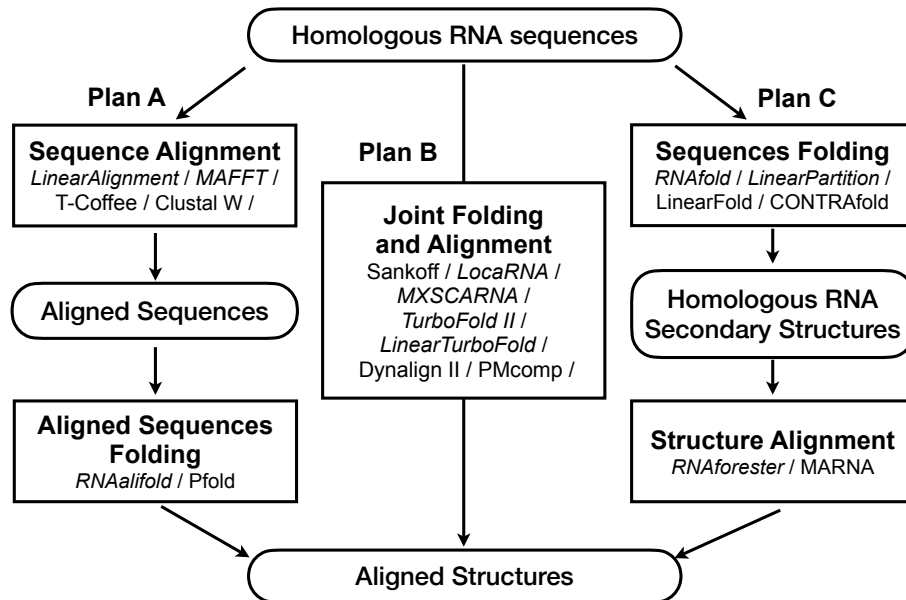 Homologous RNA sequences
Plan A
Sequence Alignment
LinearAlignment / MAFFT /
T-Coffee / Clustal W /
Aligned Sequences
Aligned Sequences
Folding
RNAalifold / Pfold
Plan B
Joint Folding
and Alignment
Sankoff / LocaRNA /
MXSCARNA /
TurboFold II /
LinearTurboFold /
Dynalign II / PMcomp /
Plan C
Sequences Folding
RNAfold / LinearPartition /
LinearFold / CONTRAfold
Homologous RNA
Secondary Structures
Structure Alignment
RNAforester / MARNA
Aligned Structures